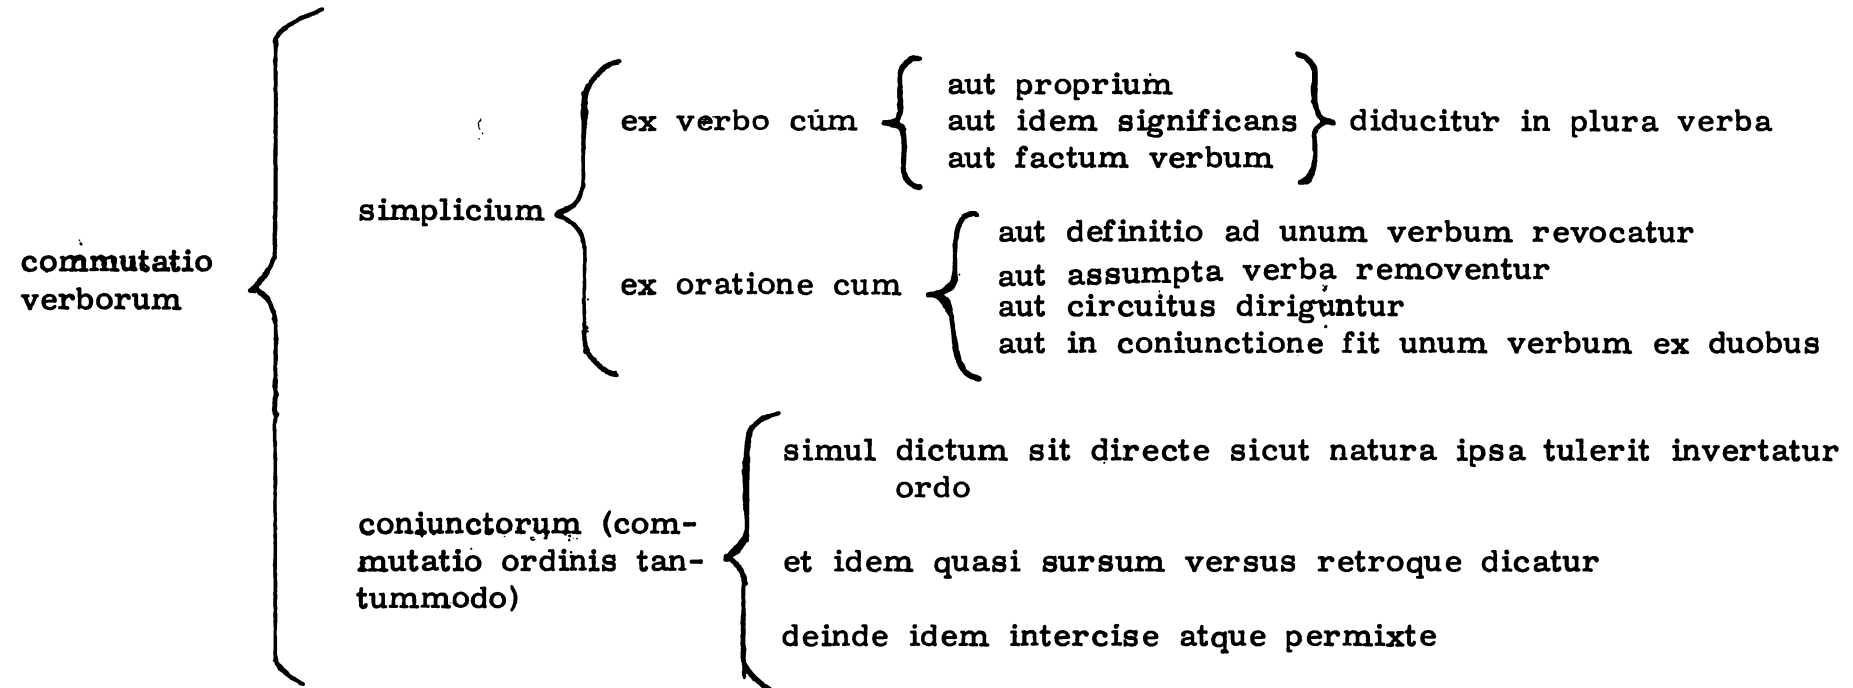 commutatio
verborum
simplicium
ex verbo cum
aut proprium
aut idem significans
aut factum verbum
diducitur in plura verba
ex oratione cum
aut definitio ad unum verbum revocatur
aut assumpta verba removentur
aut circuitus diriguntur
aut in coniunctione fit unum verbum ex duobus
coniunctorum (com-
mutatio ordinis tan-
tummodo)
simul dictum sit directe sicut natura ipsa tulerit invertatur
ordo
et idem quasi sursum versus retroque dicatur
deinde idem intercise atque permixte